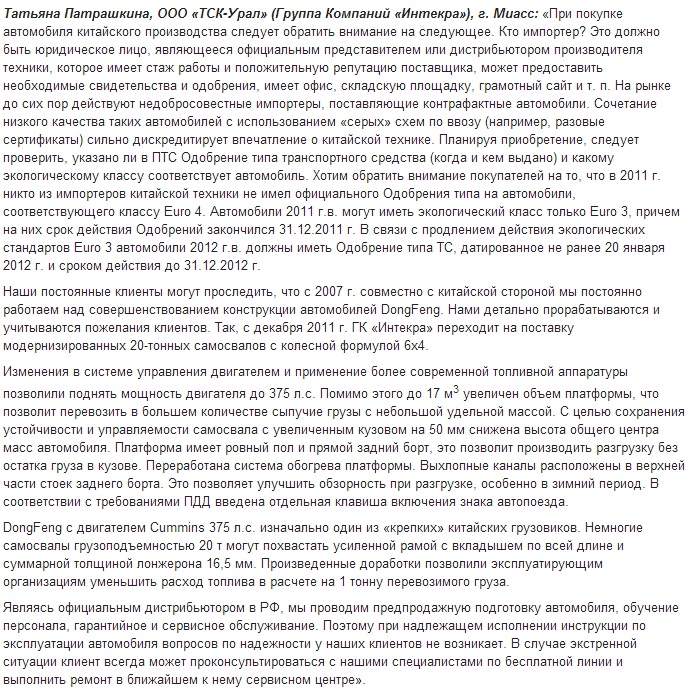 Татьяна Патрашкина, ООО «ТСК-Урал» (Группа Компаний «Интекра»), г. Миасс: «При покупке
автомобиля китайского производства следует обратить внимание на следующее. Кто импортер? Это должно
быть юридическое лицо, являющееся официальным представителем или дистрибьютором производителя
техники, которое имеет стаж работы и положительную репутацию поставщика, может предоставить
необходимые свидетельства и одобрения, имеет офис, складскую площадку, грамотный сайт и т. п. На рынке
до сих пор действуют недобросовестные импортеры, поставляющие контрафактные автомобили. Сочетание
низкого качества таких автомобилей с использованием «серых» схем по ввозу (например, разовые
сертификаты) сильно дискредитирует впечатление о китайской технике. Планируя приобретение, следует
проверить, указано ли в ПТС Одобрение типа транспортного средства (когда и кем выдано) и какому
экологическому классу соответствует автомобиль. Хотим обратить внимание покупателей на то, что в 2011 г.
никто из импортеров китайской техники не имел официального Одобрения типа на автомобили,
соответствующего классу Euro 4. Автомобили 2011 г.в. могут иметь экологический класс только Euro 3, причем
на них срок действия Одобрений закончился 31.12.2011 г. В связи с продлением действия экологических
стандартов Euro 3 автомобили 2012 г.в. должны иметь Одобрение типа ТС, датированное не ранее 20 января
2012 г. и сроком действия до 31.12.2012 г.
Наши постоянные клиенты могут проследить, что с 2007 г. совместно с китайской стороной мы постоянно
работаем над совершенствованием конструкции автомобилей DongFeng. Нами детально прорабатываются и
учитываются пожелания клиентов. Так, с декабря 2011 г. ГК «Интекра» переходит на поставку
модернизированных 20-тонных самосвалов с колесной формулой 6х4.
Изменения в системе управления двигателем и применение более современной топливной аппаратуры
позволили поднять мощность двигателя до 375 л.с. Помимо этого до 17 м³ увеличен объем платформы, что
позволит перевозить в большем количестве сыпучие грузы с небольшой удельной массой. С целью сохранения
устойчивости и управляемости самосвала с увеличенным кузовом на 50 мм снижена высота общего центра
масс автомобиля. Платформа имеет ровный пол и прямой задний борт, это позволит производить разгрузку без
остатка груза в кузове. Переработана система обогрева платформы. Выхлопные каналы расположены в верхней
части стоек заднего борта. Это позволяет улучшить обзорность при разгрузке, особенно в зимний период. В
соответствии с требованиями ПДД введена отдельная клавиша включения знака автопоезда.
DongFeng с двигателем Cummins 375 л.с. изначально один из «крепких» китайских грузовиков. Немногие
самосвалы грузоподъемностью 20 т могут похвастать усиленной рамой с вкладышем по всей длине и
суммарной толщиной лонжерона 16,5 мм. Произведенные доработки позволили эксплуатирующим
организациям уменьшить расход топлива в расчете на 1 тонну перевозимого груза.
Являясь официальным дистрибьютором в РФ, мы проводим предпродажную подготовку автомобиля, обучение
персонала, гарантийное и сервисное обслуживание. Поэтому при надлежащем исполнении инструкции по
эксплуатации автомобиля вопросов по надежности у наших клиентов не возникает. В случае экстренной
ситуации клиент всегда может проконсультироваться с нашими специалистами по бесплатной линии и
выполнить ремонт в ближайшем к нему сервисном центре».